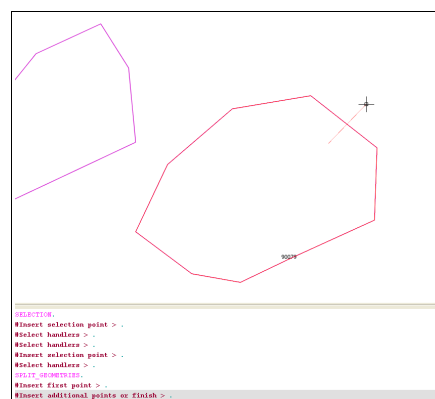 90079
SELECTION.
#Insert selection point > .
#Select handlers > .
#Select handlers > .
#Insert selection point > .
#Select handlers > .
SPLIT_GEOMETRIES.
#Insert first point > .
#Insert additional points or finish > .